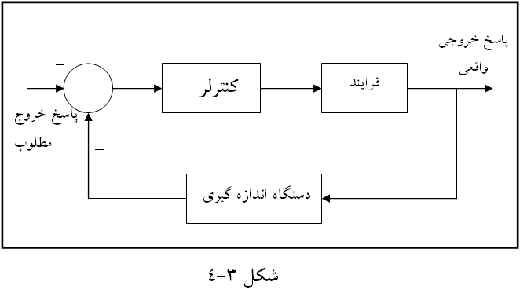 پاسخ خروجی
واقعی
فرایند
کنترلر
پاسخ خروج
مطلوب
دستگاه اندازه گیری
شکل ۳-٤